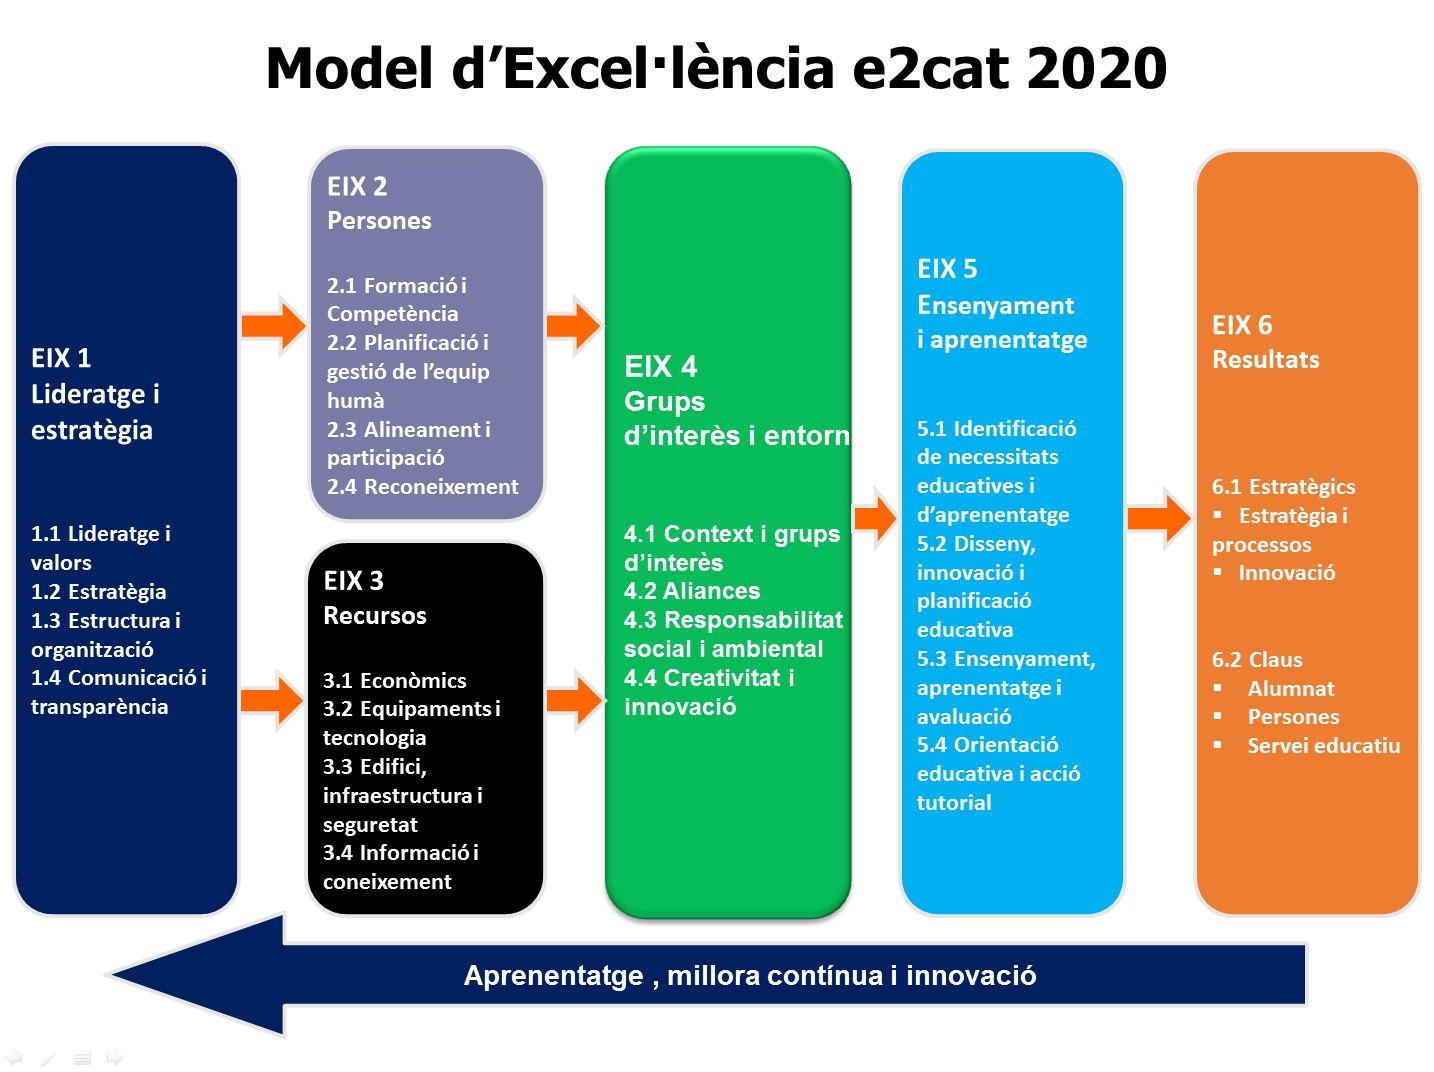 Model d’Excel·lència e2cat 2020
EIX 1
Lideratge i
estratègia
1.1 Lideratge i
valors
1.2 Estratègia
1.3 Estructura i
organització
1.4 Comunicació i
transparència
EIX 2
Persones
2.1 Formació i
Competència
2.2 Planificació i
gestió de l’equip
humà
2.3 Alineament i
participació
2.4 Reconeixement
EIX 3
Recursos
3.1 Econòmics
3.2 Equipaments i
tecnologia
3.3 Edifici,
infraestructura i
seguretat
3.4 Informació i
coneixement
EIX 4
Grups
d’interès i entorn
4.1 Context i grups
d’interès
4.2 Aliances
4.3 Responsabilitat
social i ambiental
4.4 Creativitat i
innovació
EIX 5
Ensenyament
i aprenentatge
5.1 Identificació
de necessitats
educatives i
d’aprenentatge
5.2 Disseny,
innovació i
planificació
educativa
5.3 Ensenyament,
aprenentatge i
avaluació
5.4 Orientació
educativa i acció
tutorial
EIX 6
Resultats
6.1 Estratègics
▪ Estratègia i
processos
▪ Innovació
6.2 Claus
▪ Alumnat
▪ Persones
▪ Servei educatiu
Aprenentatge , millora contínua i innovació